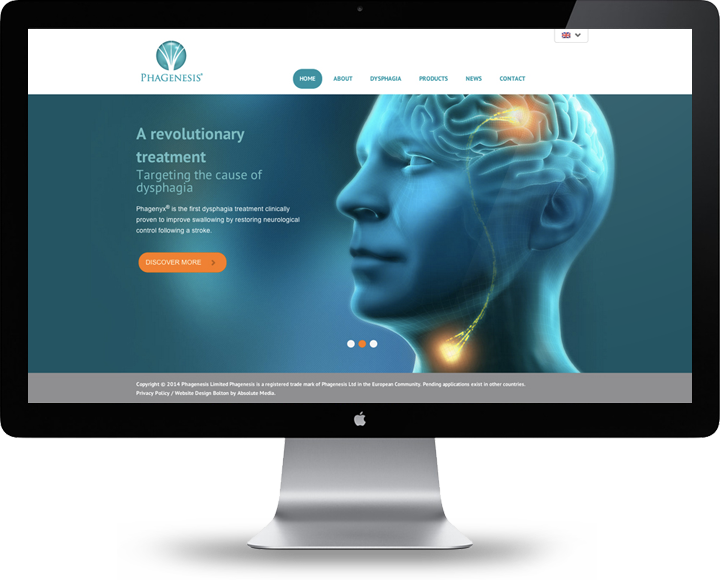 PHAGENESIS®
HOME ABOUT DYSPHAGIA PRODUCTS NEWS CONTACT
A revolutionary
treatment
Targeting the cause of
dysphagia
Phagenyx® is the first dysphagia treatment clinically
proven to improve swallowing by restoring neurological
control following a stroke.
DISCOVER MORE
Copyright © 2014 Phagenesis Limited Phagenesis is a registered trade mark of Phagenesis Ltd in the European Community. Pending applications exist in other countries.
Privacy Policy / Website Design Bolton by Absolute Media.